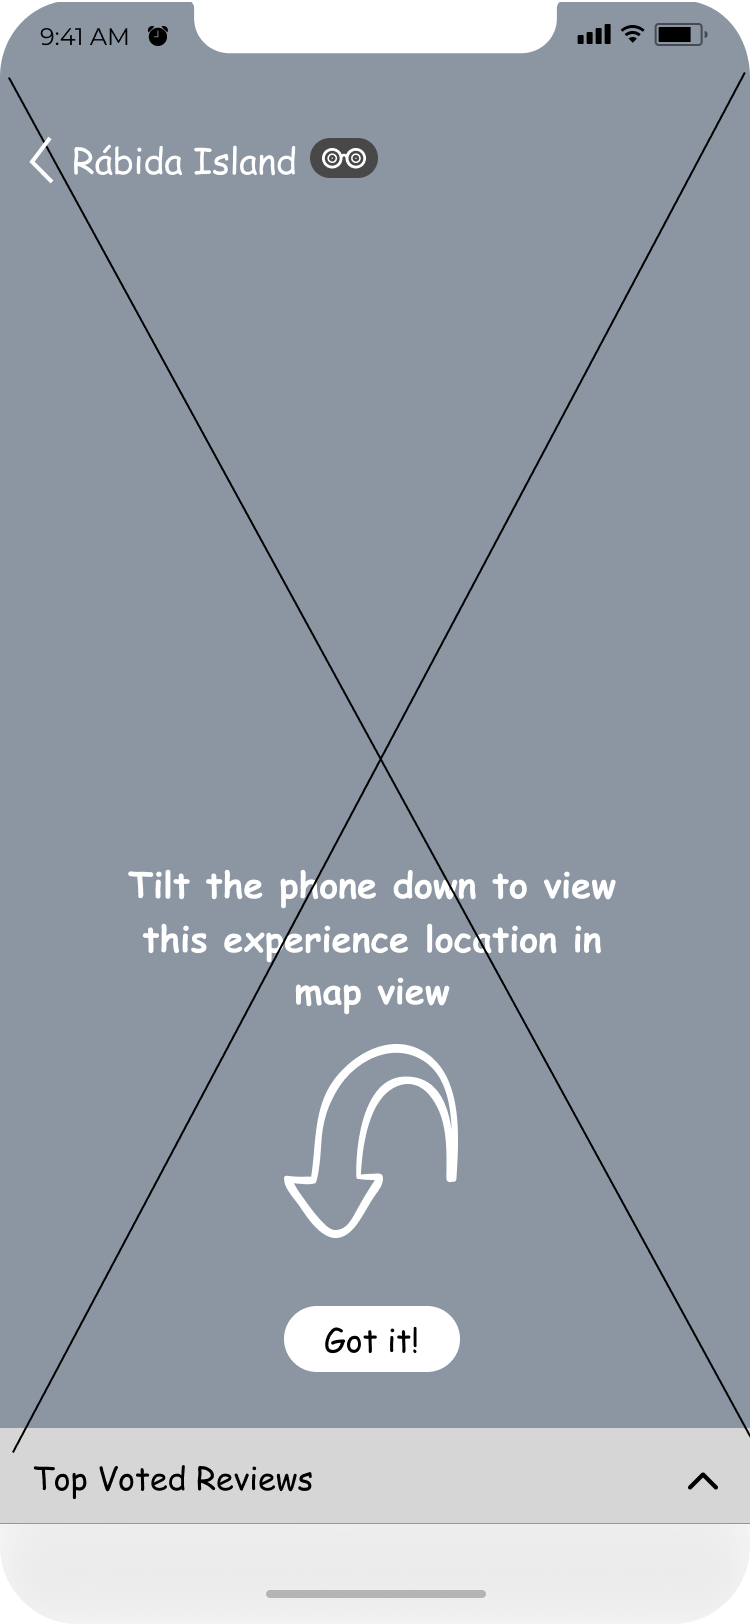 9:41 AM
Rábida Island
Tilt the phone down to view
this experience location in
map view
Got it!
Top Voted Reviews